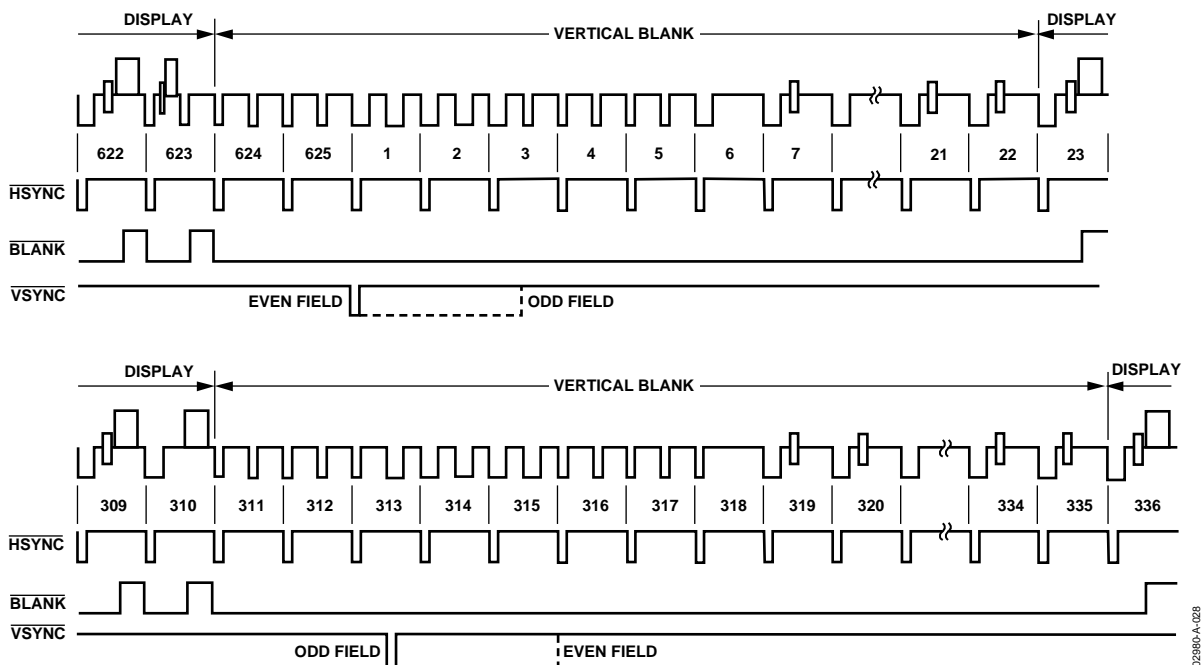 DISPLAY VERTICAL BLANK DISPLAY
622 623 624 625 1 2 3 4 5 6 7 21 22 23
HSYNC
BLANK
VSYNC
EVEN FIELD ODD FIELD
DISPLAY VERTICAL BLANK DISPLAY
309 310 311 312 313 314 315 316 317 318 319 320 334 335 336
HSYNC
BLANK
VSYNC
ODD FIELD EVEN FIELD
02980-A-028